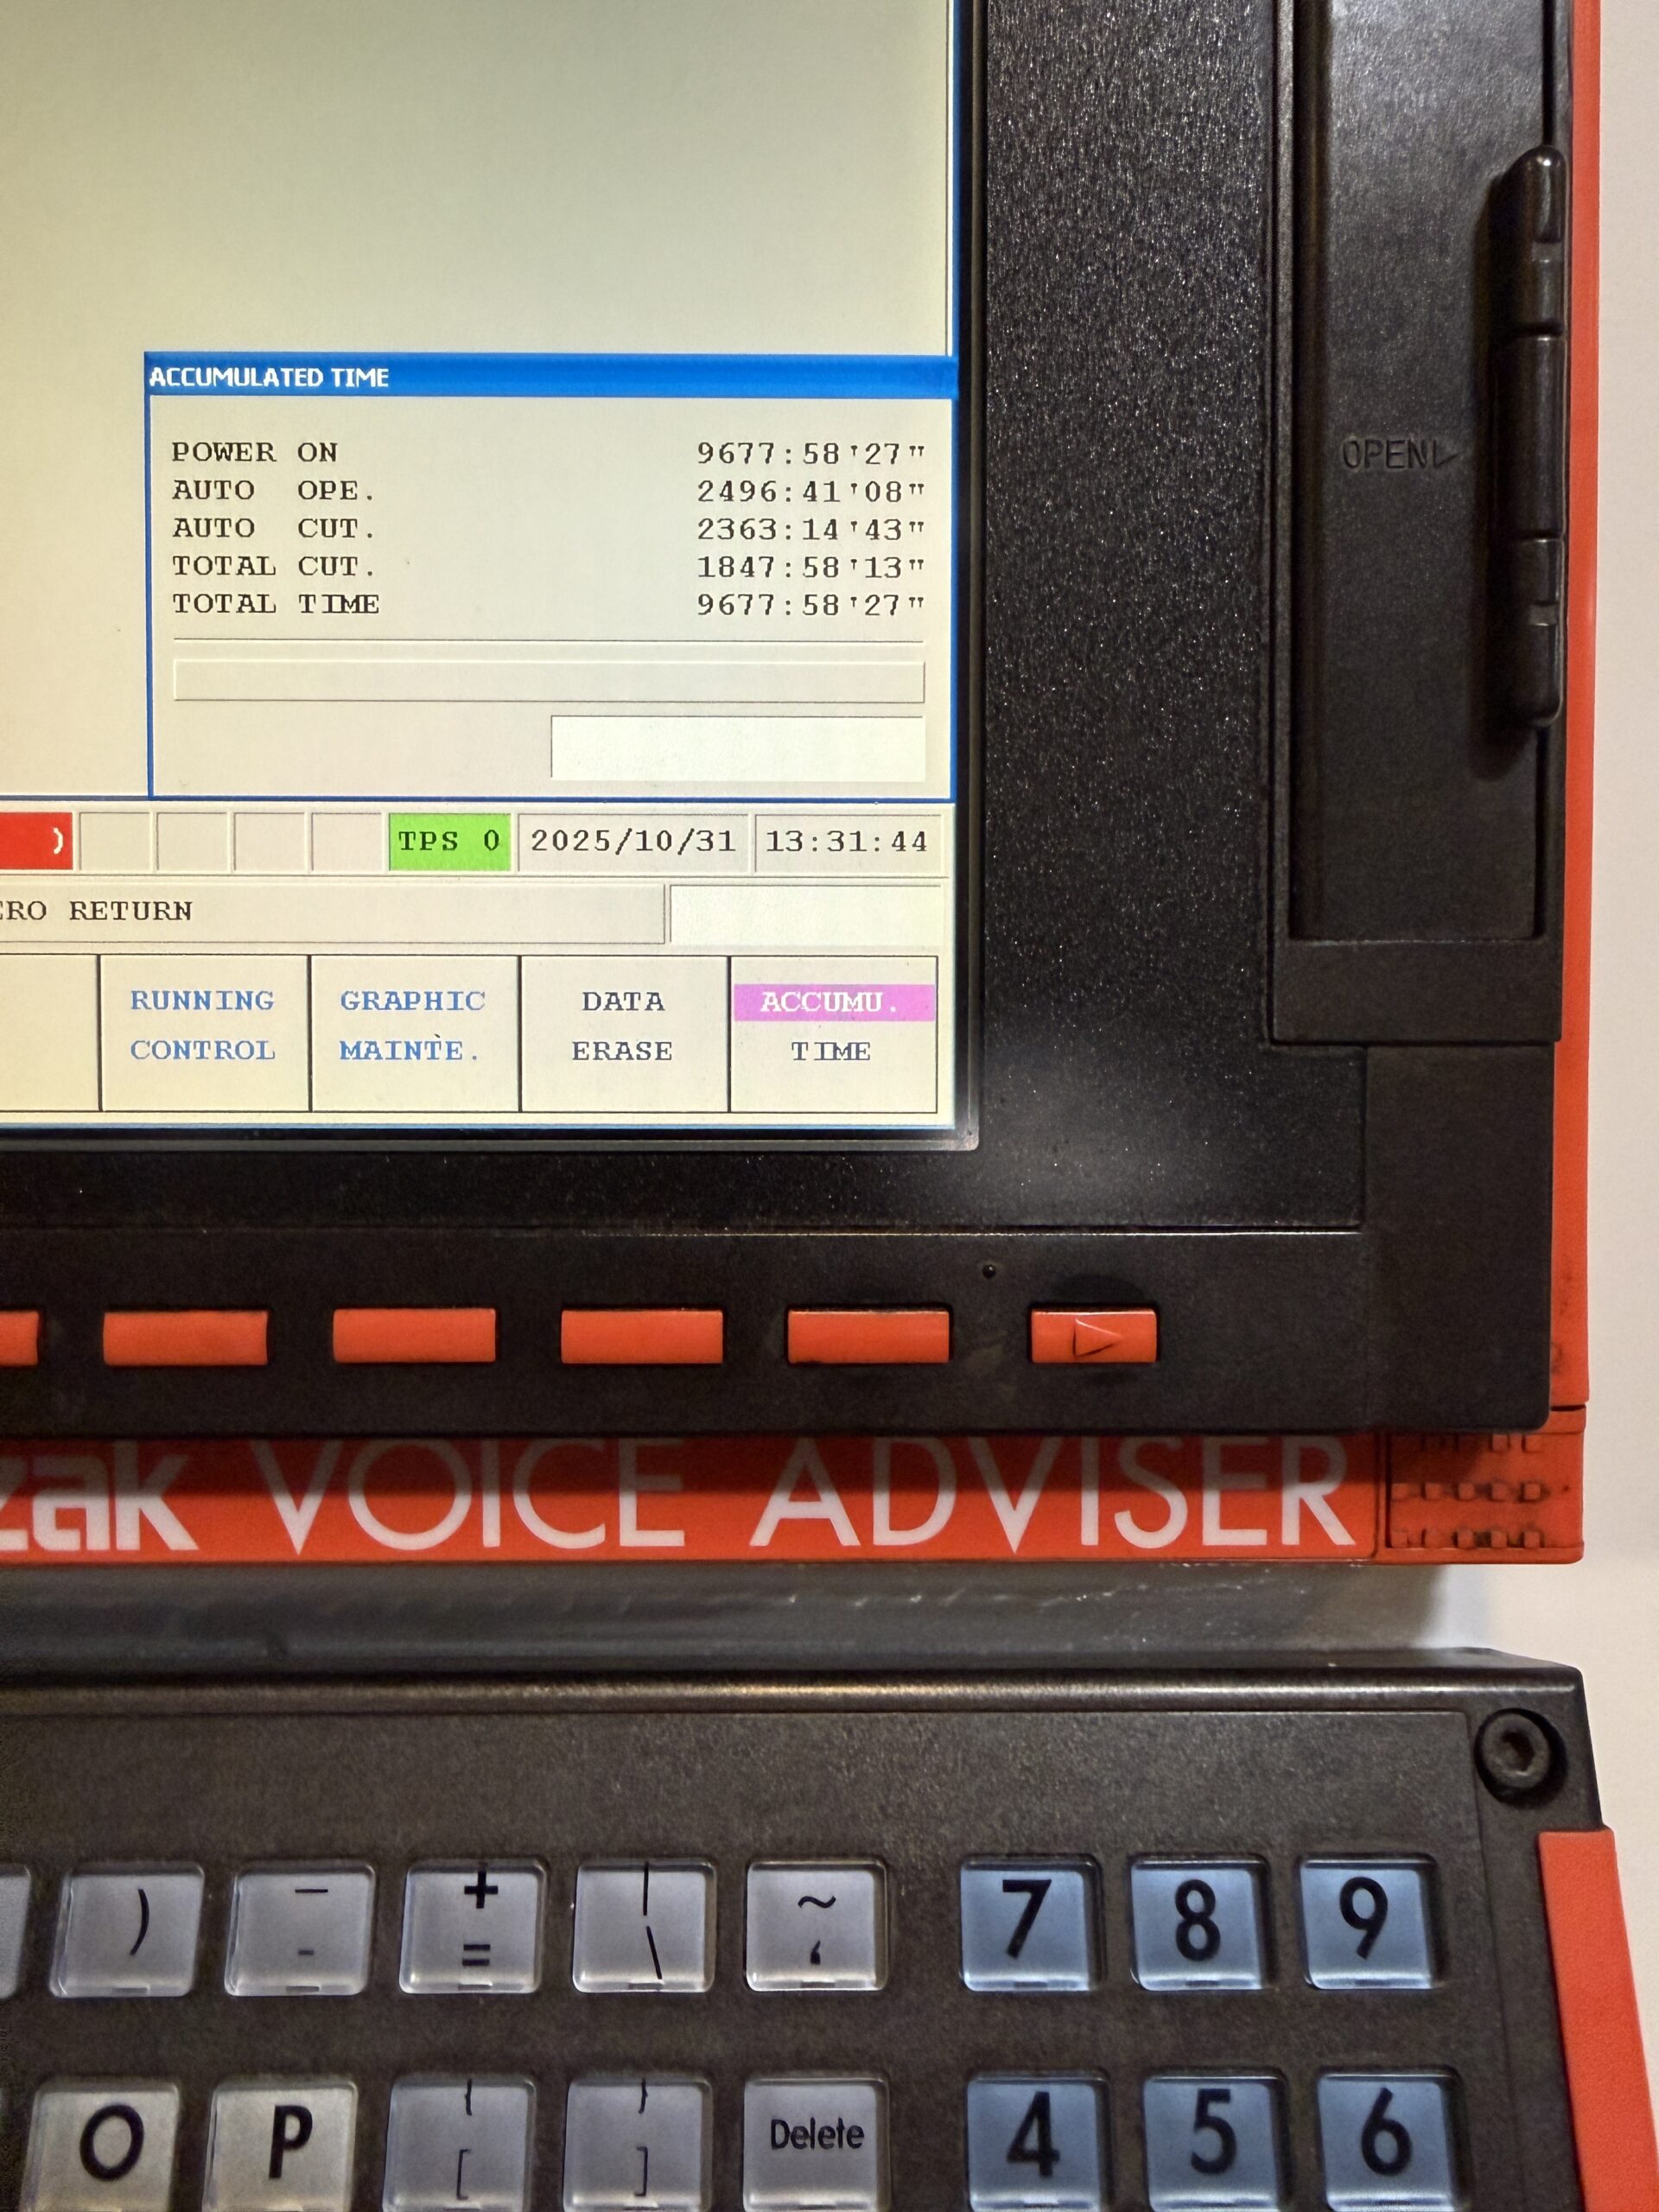 ACCUMULATED TIME
POWER ON 9677:58'27"
AUTO OPE. 2496:41'08"
AUTO CUT. 2363:14'43"
TOTAL CUT. 1847:58'13"
TOTAL TIME 9677:58'27"
OPEN
) TPS 0 2025/10/31 13:31:44
ERO RETURN
RUNNING CONTROL
GRAPHIC MAINTE.
DATA ERASE
ACCUMU. TIME
zak VOICE ADVISER
) — - + = | \ ~ ‘ 7 8 9
O P { [ } ] Delete 4 5 6